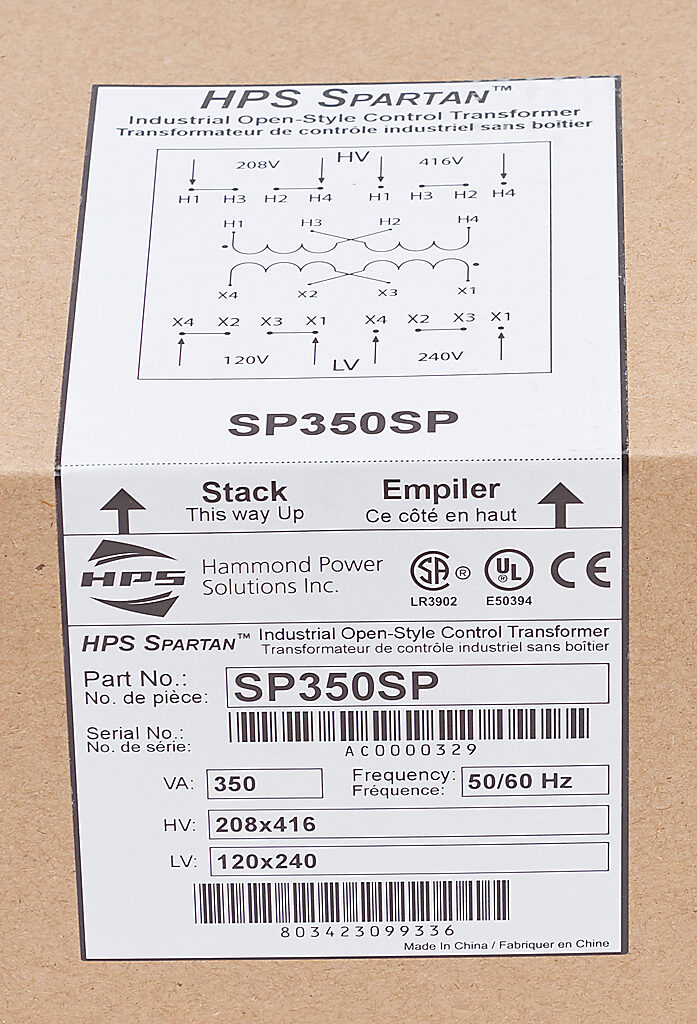 HPS SPARTAN™
Industrial Open-Style Control Transformer
Transformateur de contrôle industriel sans boîtier
208V HV 416V
H1 H3 H2 H4 H1 H3 H2 H4
H1 H3 H2 H4
X4 X2 X3 X1
X4 X2 X3 X1 X4 X2 X3 X1
120V LV 240V
SP350SP
Stack Empiler
This way Up Ce côté en haut
HPS Hammond Power
Solutions Inc.
SA ® UL ® CE
LR3902 E50394
HPS SPARTAN™ Industrial Open-Style Control Transformer
Transformateur de contrôle industriel sans boîtier
Part No.: SP350SP
No. de pièce:
Serial No.:
No. de série:
AC0000329
VA: 350 Frequency: 50/60 Hz
Fréquence:
HV: 208x416
LV: 120x240
803423099336
Made In China / Fabriquer en Chine